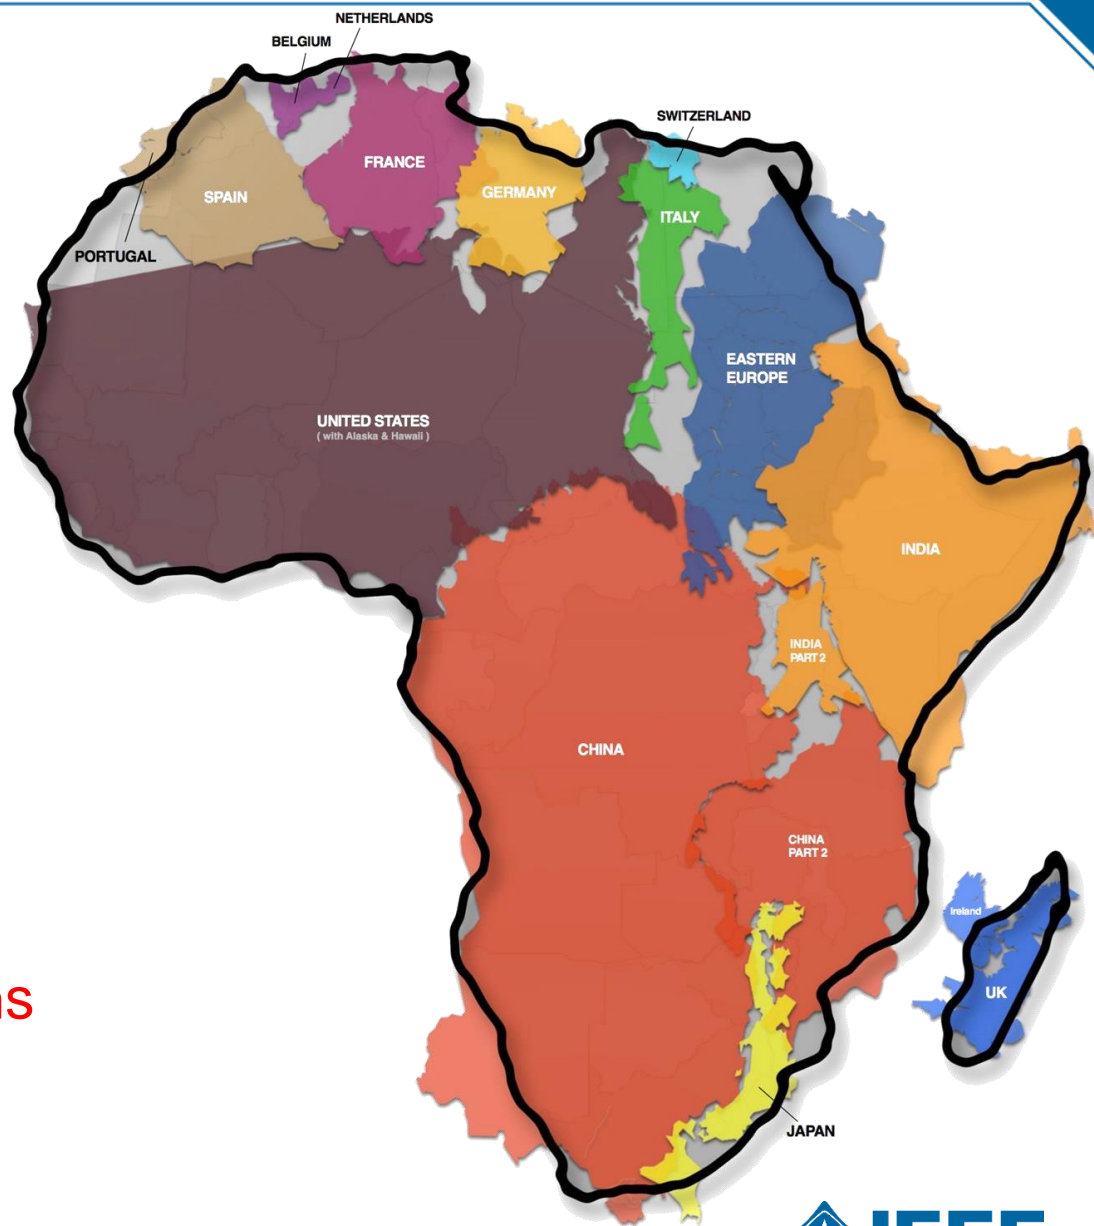 NETHERLANDS
BELGIUM
SWITZERLAND
FRANCE
GERMANY
SPAIN
ITALY
PORTUGAL
EASTERN
EUROPE
UNITED STATES
( with Alaska & Hawaii )
INDIA
INDIA
PART 2
CHINA
CHINA
PART 2
Ireland
UK
JAPAN
IEEE